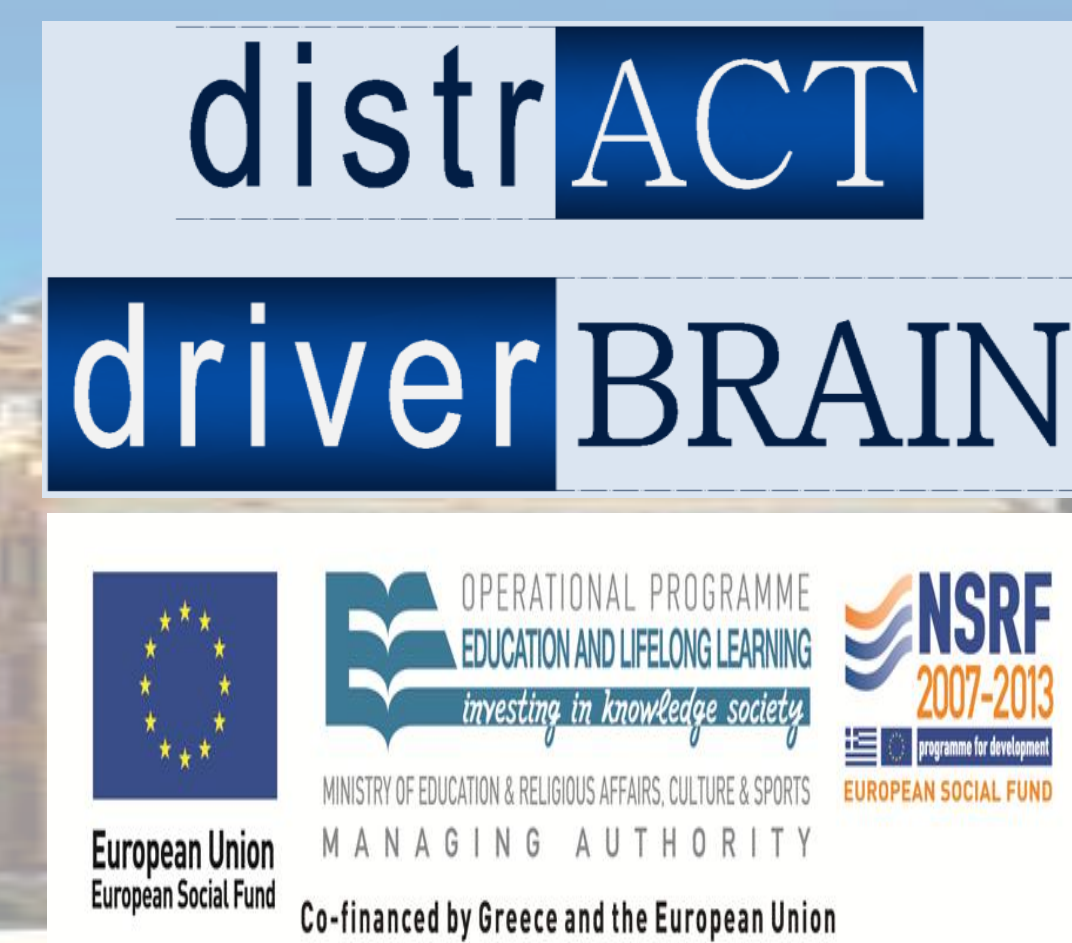 distrACT
driverBRAIN
OPERATIONAL PROGRAMME
EDUCATION AND LIFELONG LEARNING
investing in knowledge society
MINISTRY OF EDUCATION & RELIGIOUS AFFAIRS, CULTURE & SPORTS
MANAGING AUTHORITY
NSRF
2007-2013
programme for development
EUROPEAN SOCIAL FUND
European Union
European Social Fund
Co-financed by Greece and the European Union